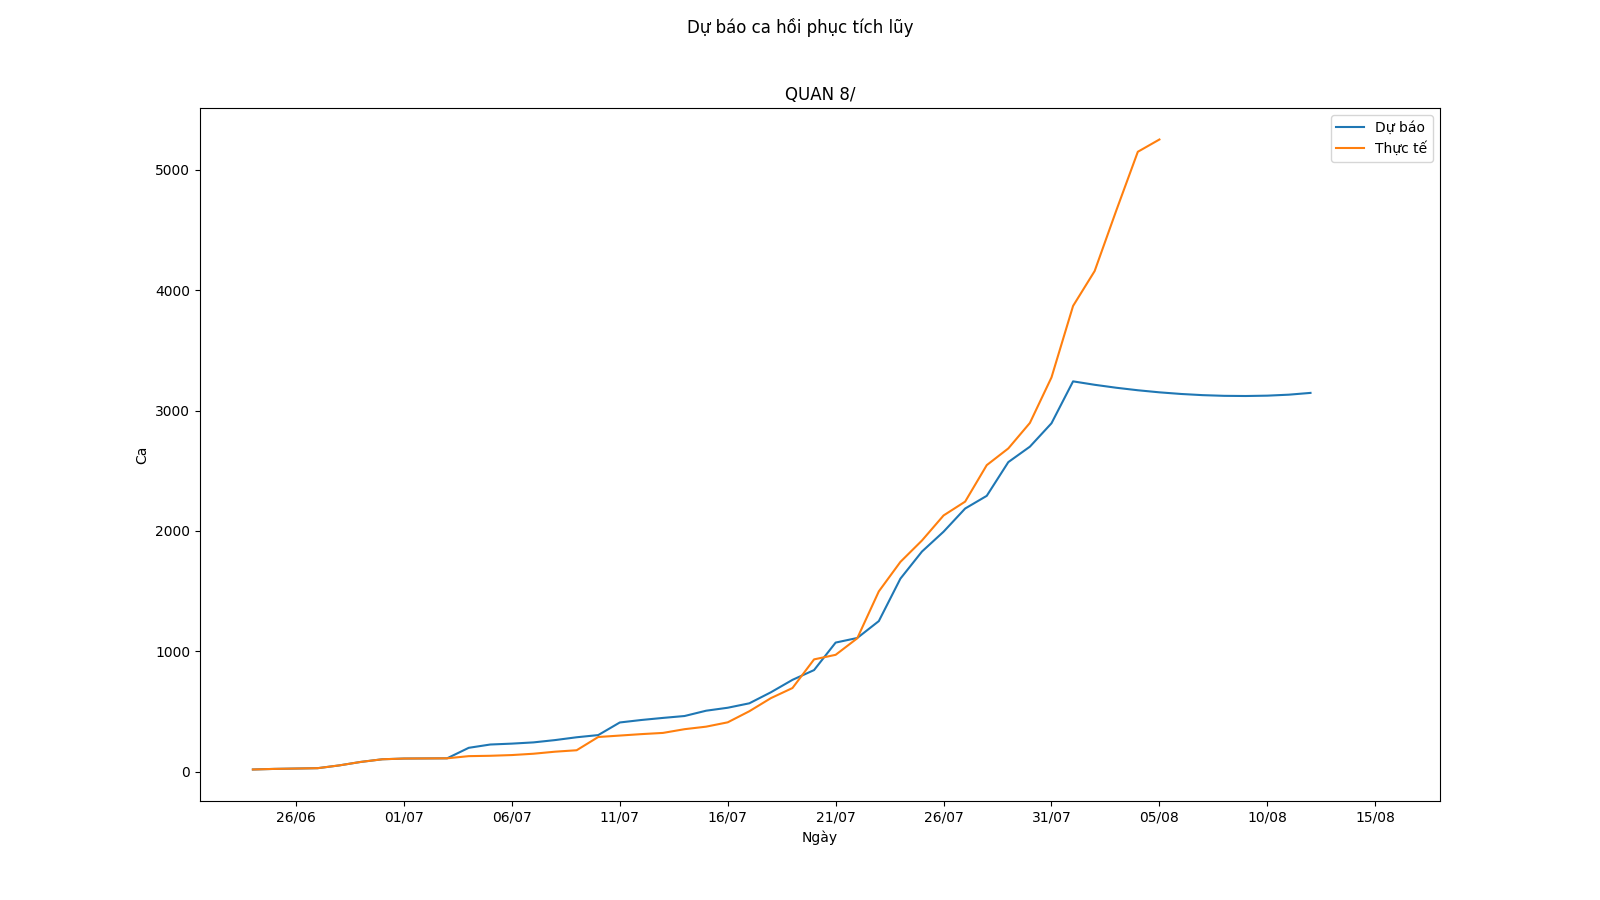 Dự báo ca hồi phục tích lũy
QUAN 8/
Dự báo
Thực tế
5000
4000
3000
2000
1000
0
Ca
26/06 01/07 06/07 11/07 16/07 21/07 26/07 31/07 05/08 10/08 15/08
Ngày